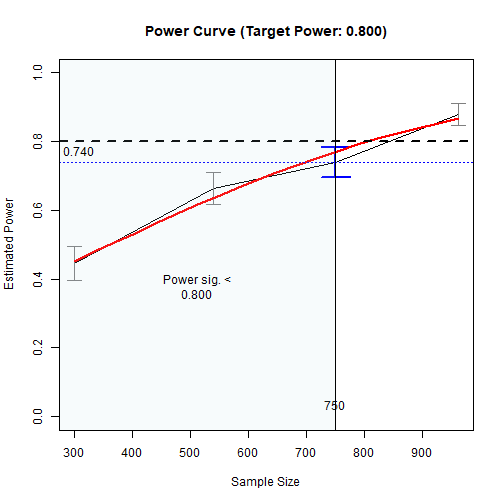 Power Curve (Target Power: 0.800)
Estimated Power
1.0
0.8
0.6
0.4
0.2
0.0
0.740
Power sig. <
0.800
750
300 400 500 600 700 800 900
Sample Size